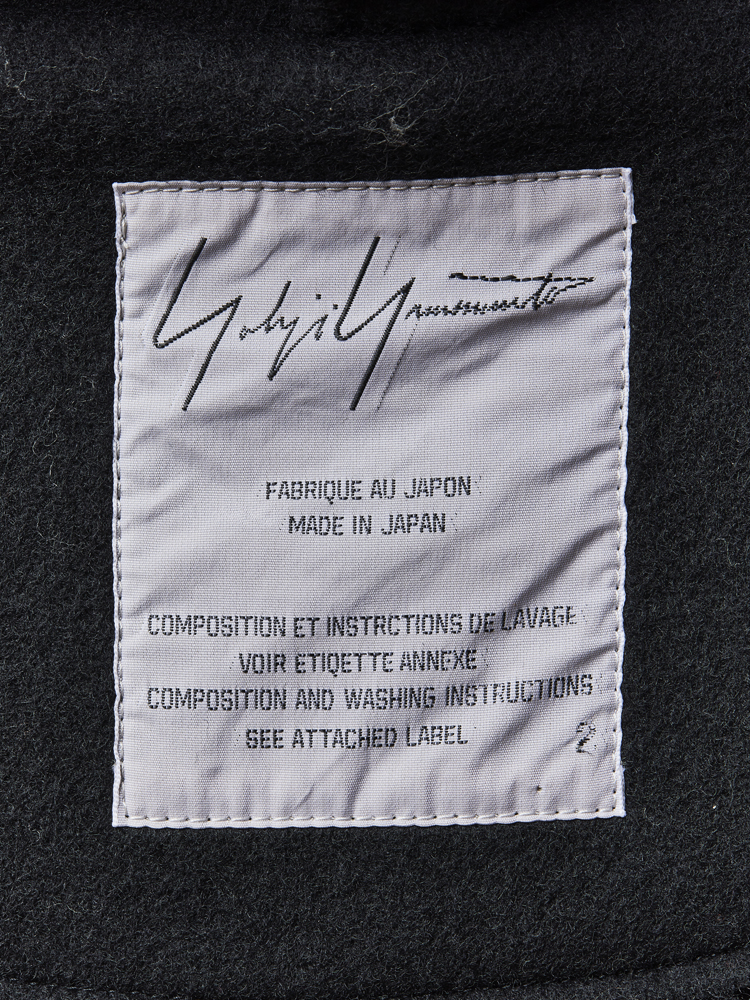 Yohji Yamamoto
FABRIQUE AU JAPON
MADE IN JAPAN
COMPOSITION ET INSTRCTIONS DE LAVAGE
VOIR ETIQETTE ANNEXE
COMPOSITION AND WASHING INSTRUCTIONS
SEE ATTACHED LABEL
2